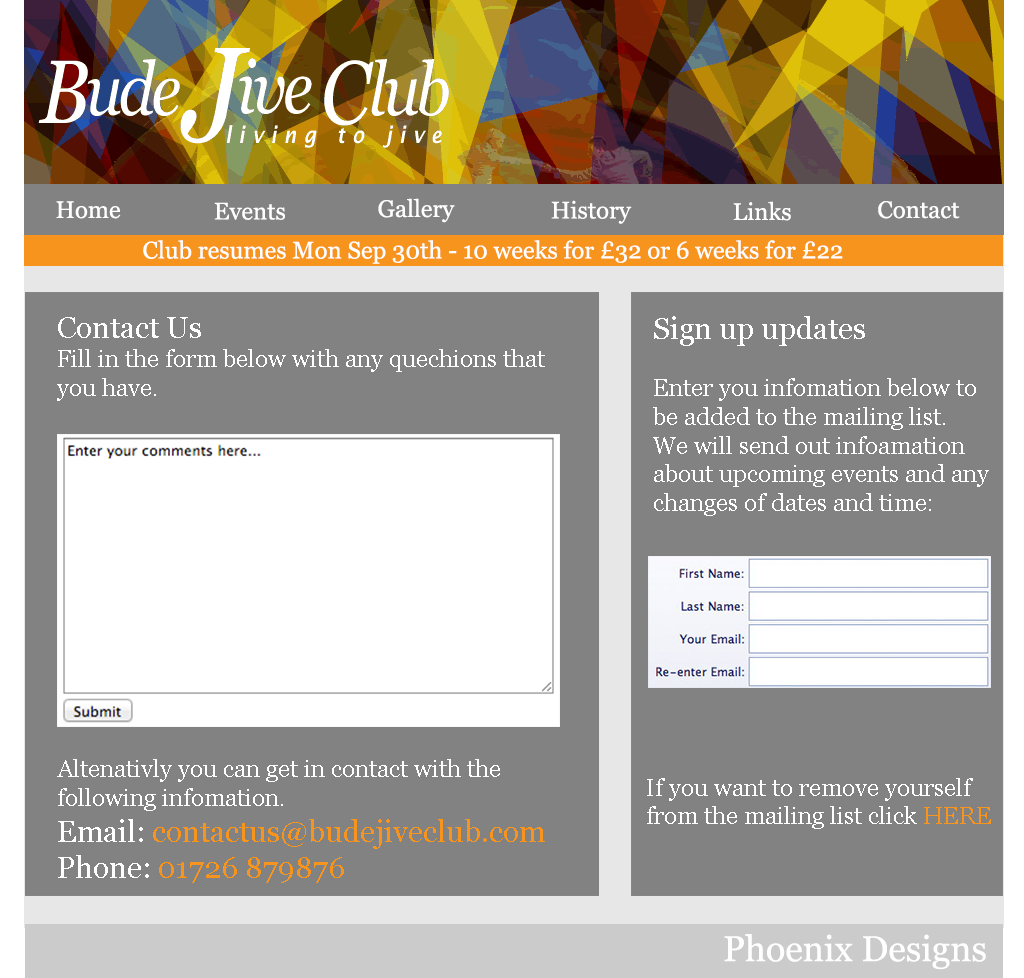 Bude Jive Club
living to jive
Home Events Gallery History Links Contact
Club resumes Mon Sep 30th - 10 weeks for £32 or 6 weeks for £22
Contact Us
Fill in the form below with any quechions that
you have.
Enter your comments here...
Submit
Altenativly you can get in contact with the
following infomation.
Email: contactus@budejiveclub.com
Phone: 01726 879876
Sign up updates
Enter you infomation below to
be added to the mailing list.
We will send out infoamation
about upcoming events and any
changes of dates and time:
First Name:
Last Name:
Your Email:
Re-enter Email:
If you want to remove yourself
from the mailing list click HERE
Phoenix Designs